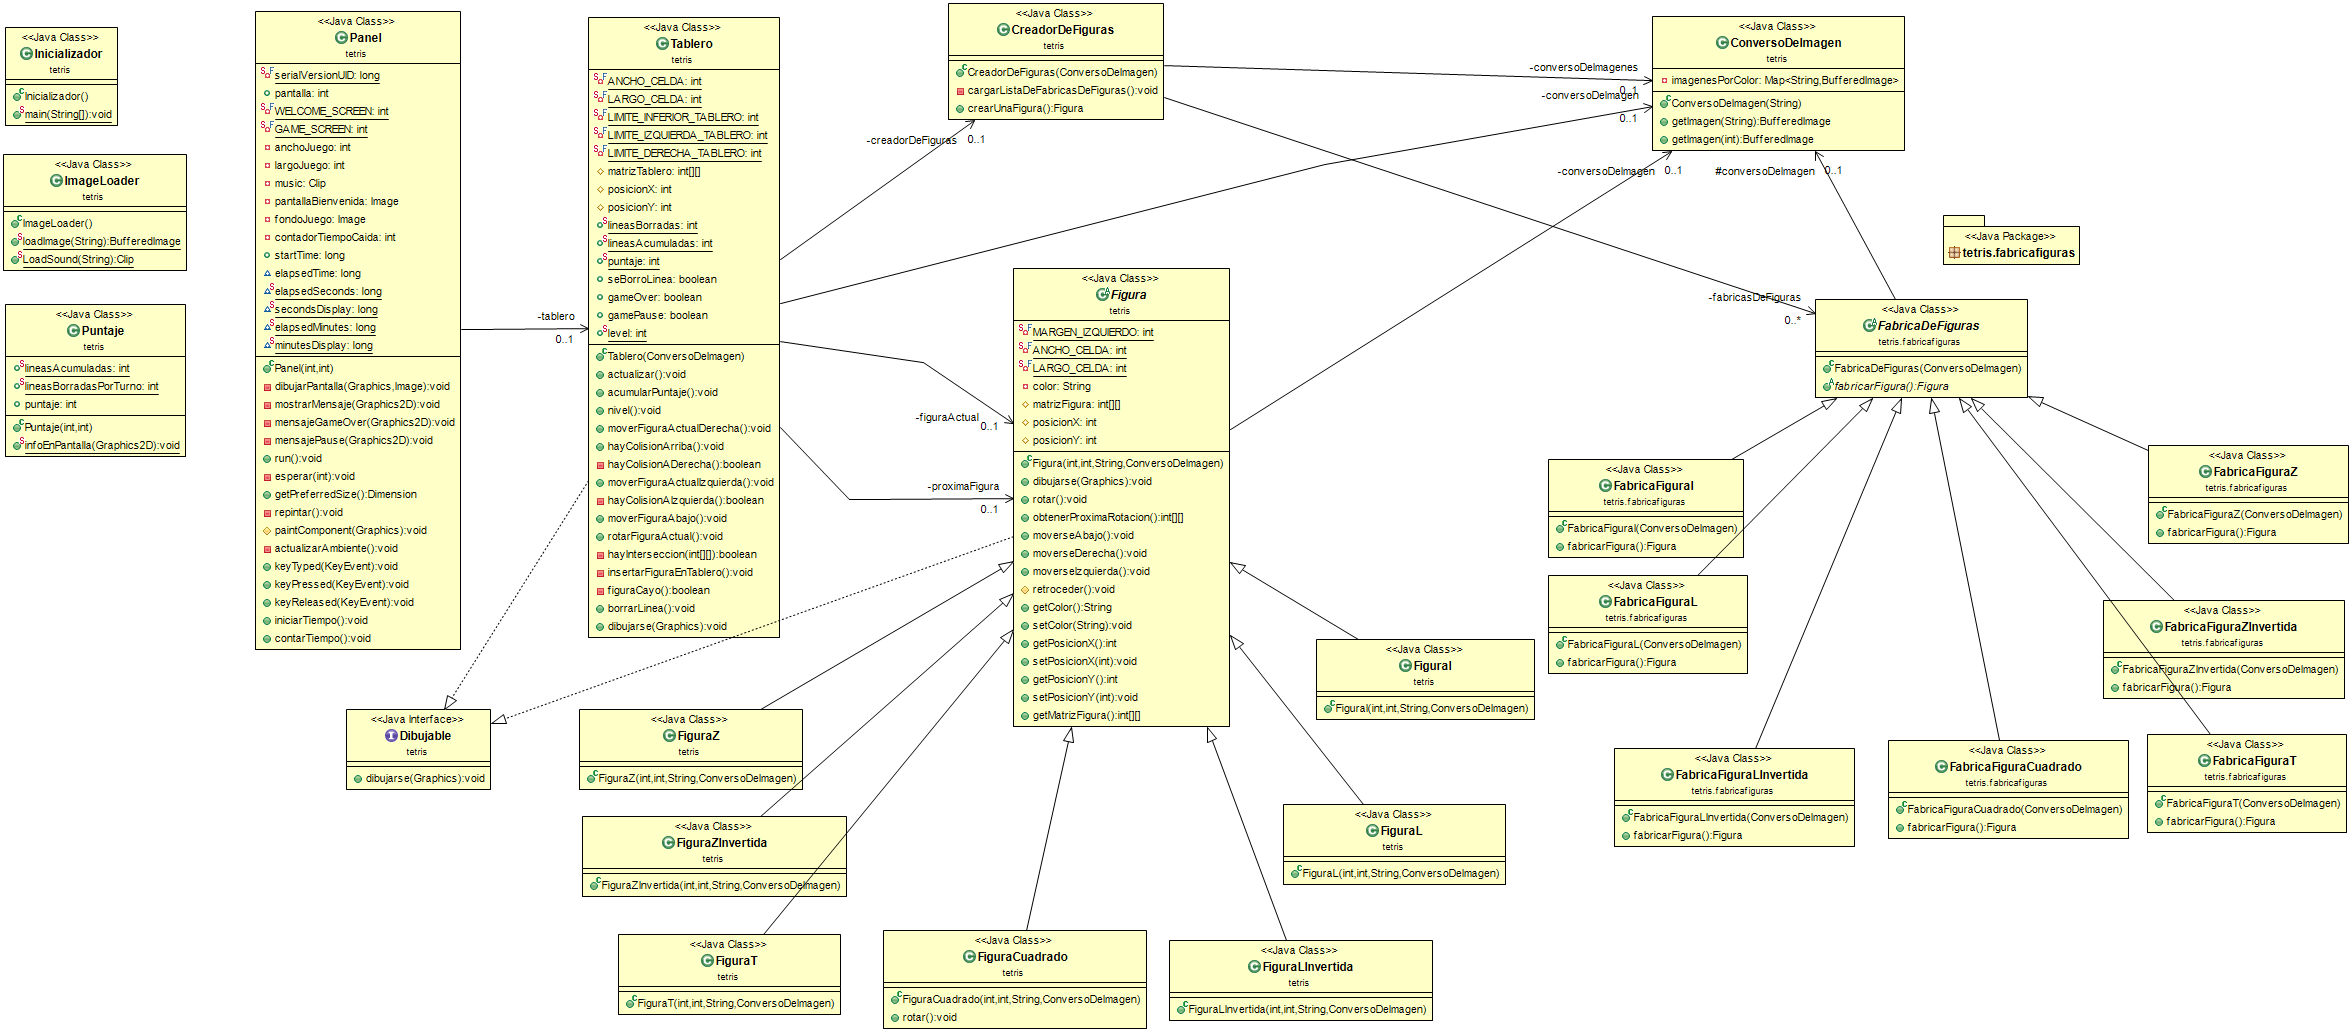 <<Java Class>>
Inicializador
tetris
Inicializador()
main(String[]):void
<<Java Class>>
ImageLoader
tetris
ImageLoader()
loadImage(String):BufferedImage
LoadSound(String):Clip
<<Java Class>>
Puntaje
tetris
lineasAcumuladas: int
lineasBorradasPorTurno: int
puntaje: int
Puntaje(int,int)
infoEnPantalla(Graphics2D):void
<<Java Class>>
Panel
tetris
serialVersionUID: long
pantalla: int
WELCOME_SCREEN: int
GAME_SCREEN: int
anchoJuego: int
largoJuego: int
music: Clip
pantallaBienvenida: Image
fondoJuego: Image
contadorTiempoCaida: int
startTime: long
elapsedTime: long
elapsedSeconds: long
secondsDisplay: long
elapsedMinutes: long
minutesDisplay: long
Panel(int,int)
dibujarPantalla(Graphics,Image):void
mostrarMensaje(Graphics2D):void
mensajeGameOver(Graphics2D):void
mensajePause(Graphics2D):void
run():void
esperar(int):void
getPreferredSize():Dimension
repintar():void
paintComponent(Graphics):void
actualizarAmbiente():void
keyTyped(KeyEvent):void
keyPressed(KeyEvent):void
keyReleased(KeyEvent):void
iniciarTiempo():void
contarTiempo():void
-tablero
0..1
<<Java Class>>
Tablero
tetris
ANCHO_CELDA: int
LARGO_CELDA: int
LIMITE_INFERIOR_TABLERO: int
LIMITE_IZQUIERDA_TABLERO: int
LIMITE_DERECHA_TABLERO: int
matrizTablero: int[][]
posicionX: int
posicionY: int
lineasBorradas: int
lineasAcumuladas: int
puntaje: int
seBorroLinea: boolean
gameOver: boolean
gamePause: boolean
level: int
Tablero(ConversoDeImagen)
actualizar():void
acumularPuntaje():void
nivel():void
moverFiguraActualDerecha():void
hayColisionArriba():void
hayColisionADerecha():boolean
moverFiguraActualIzquierda():void
hayColisionAIzquierda():boolean
moverFiguraAbajo():void
rotarFiguraActual():void
hayInterseccion(int[][]):boolean
insertarFiguraEnTablero():void
figuraCayo():boolean
borrarLinea():void
dibujarse(Graphics):void
-creadorDeFiguras
0..1
-figuraActual
0..1
-proximaFigura
0..1
<<Java Class>>
CreadorDeFiguras
tetris
CreadorDeFiguras(ConversoDeImagen)
cargarListaDeFabricasDeFiguras():void
crearUnaFigura():Figura
-conversoDeImagenes
0..1
-conversoDeImagen
0..1
-conversoDeImagen
0..1
#conversoDeImagen
0..1
-fabricasDeFiguras
0..*
<<Java Class>>
ConversoDeImagen
tetris
imagenesPorColor: Map<String,BufferedImage>
ConversoDeImagen(String)
getImagen(String):BufferedImage
getImagen(int):BufferedImage
<<Java Package>>
tetris.fabricafiguras
<<Java Class>>
Figura
tetris
MARGEN_IZQUIERDO: int
ANCHO_CELDA: int
LARGO_CELDA: int
color: String
matrizFigura: int[][]
posicionX: int
posicionY: int
Figura(int,int,String,ConversoDeImagen)
dibujarse(Graphics):void
rotar():void
obtenerProximaRotacion():int[][]
moverseAbajo():void
moverseDerecha():void
moverseIzquierda():void
retroceder():void
getColor():String
setColor(String):void
getPosicionX():int
setPosicionX(int):void
getPosicionY():int
setPosicionY(int):void
getMatrizFigura():int[][]
<<Java Class>>
FabricaDeFiguras
tetris.fabricafiguras
FabricaDeFiguras(ConversoDeImagen)
fabricarFigura():Figura
<<Java Class>>
FabricaFiguraI
tetris.fabricafiguras
FabricaFiguraI(ConversoDeImagen)
fabricarFigura():Figura
<<Java Class>>
FabricaFiguraZ
tetris.fabricafiguras
FabricaFiguraZ(ConversoDeImagen)
fabricarFigura():Figura
<<Java Class>>
FabricaFiguraL
tetris.fabricafiguras
FabricaFiguraL(ConversoDeImagen)
fabricarFigura():Figura
<<Java Class>>
FabricaFiguraZInvertida
tetris.fabricafiguras
FabricaFiguraZInvertida(ConversoDeImagen)
fabricarFigura():Figura
<<Java Class>>
FabricaFiguraLInvertida
tetris.fabricafiguras
FabricaFiguraLInvertida(ConversoDeImagen)
fabricarFigura():Figura
<<Java Class>>
FabricaFiguraCuadrado
tetris.fabricafiguras
FabricaFiguraCuadrado(ConversoDeImagen)
fabricarFigura():Figura
<<Java Class>>
FabricaFiguraT
tetris.fabricafiguras
FabricaFiguraT(ConversoDeImagen)
fabricarFigura():Figura
<<Java Interface>>
Dibujable
tetris
dibujarse(Graphics):void
<<Java Class>>
FiguraZ
tetris
FiguraZ(int,int,String,ConversoDeImagen)
<<Java Class>>
FiguraI
tetris
FiguraI(int,int,String,ConversoDeImagen)
<<Java Class>>
FiguraZInvertida
tetris
FiguraZInvertida(int,int,String,ConversoDeImagen)
<<Java Class>>
FiguraL
tetris
FiguraL(int,int,String,ConversoDeImagen)
<<Java Class>>
FiguraT
tetris
FiguraT(int,int,String,ConversoDeImagen)
<<Java Class>>
FiguraCuadrado
tetris
FiguraCuadrado(int,int,String,ConversoDeImagen)
rotar():void
<<Java Class>>
FiguraLInvertida
tetris
FiguraLInvertida(int,int,String,ConversoDeImagen)